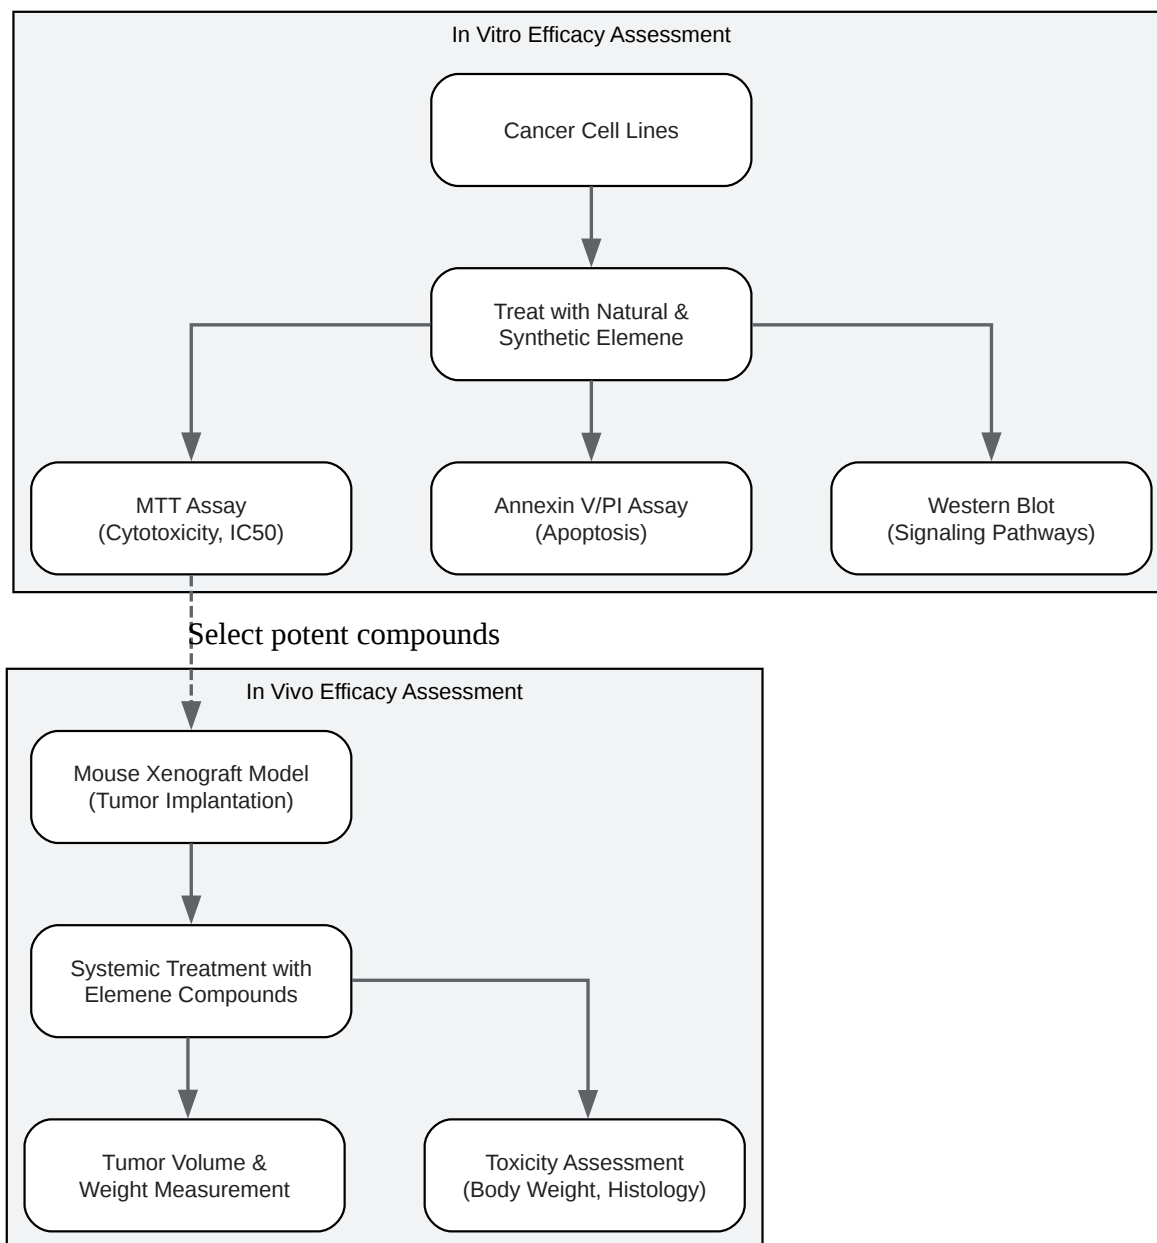 In Vitro Efficacy Assessment
Cancer Cell Lines
Treat with Natural &
Synthetic Elemene
MTT Assay
(Cytotoxicity, IC50)
Annexin V/PI Assay
(Apoptosis)
Western Blot
(Signaling Pathways)
Select potent compounds
In Vivo Efficacy Assessment
Mouse Xenograft Model
(Tumor Implantation)
Systemic Treatment with
Elemene Compounds
Tumor Volume &
Weight Measurement
Toxicity Assessment
(Body Weight, Histology)